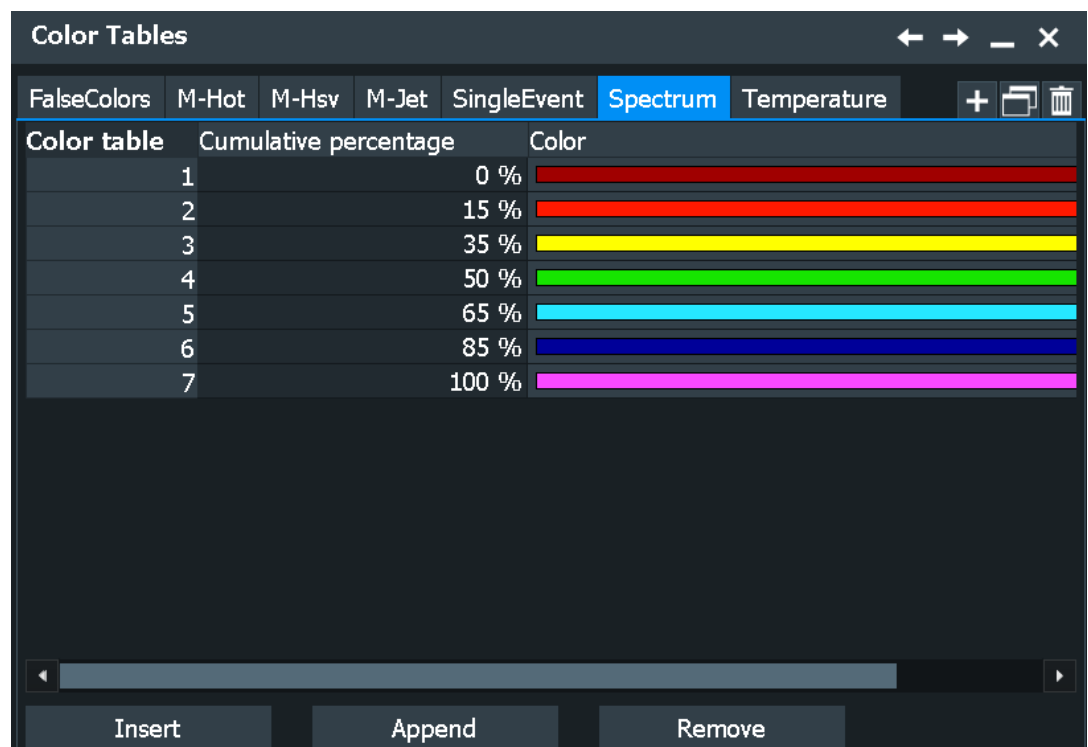 Color Tables
FalseColors M-Hot M-Hsv M-Jet SingleEvent Spectrum Temperature
Color table Cumulative percentage Color
1 0 %
2 15 %
3 35 %
4 50 %
5 65 %
6 85 %
7 100 %
Insert Append Remove